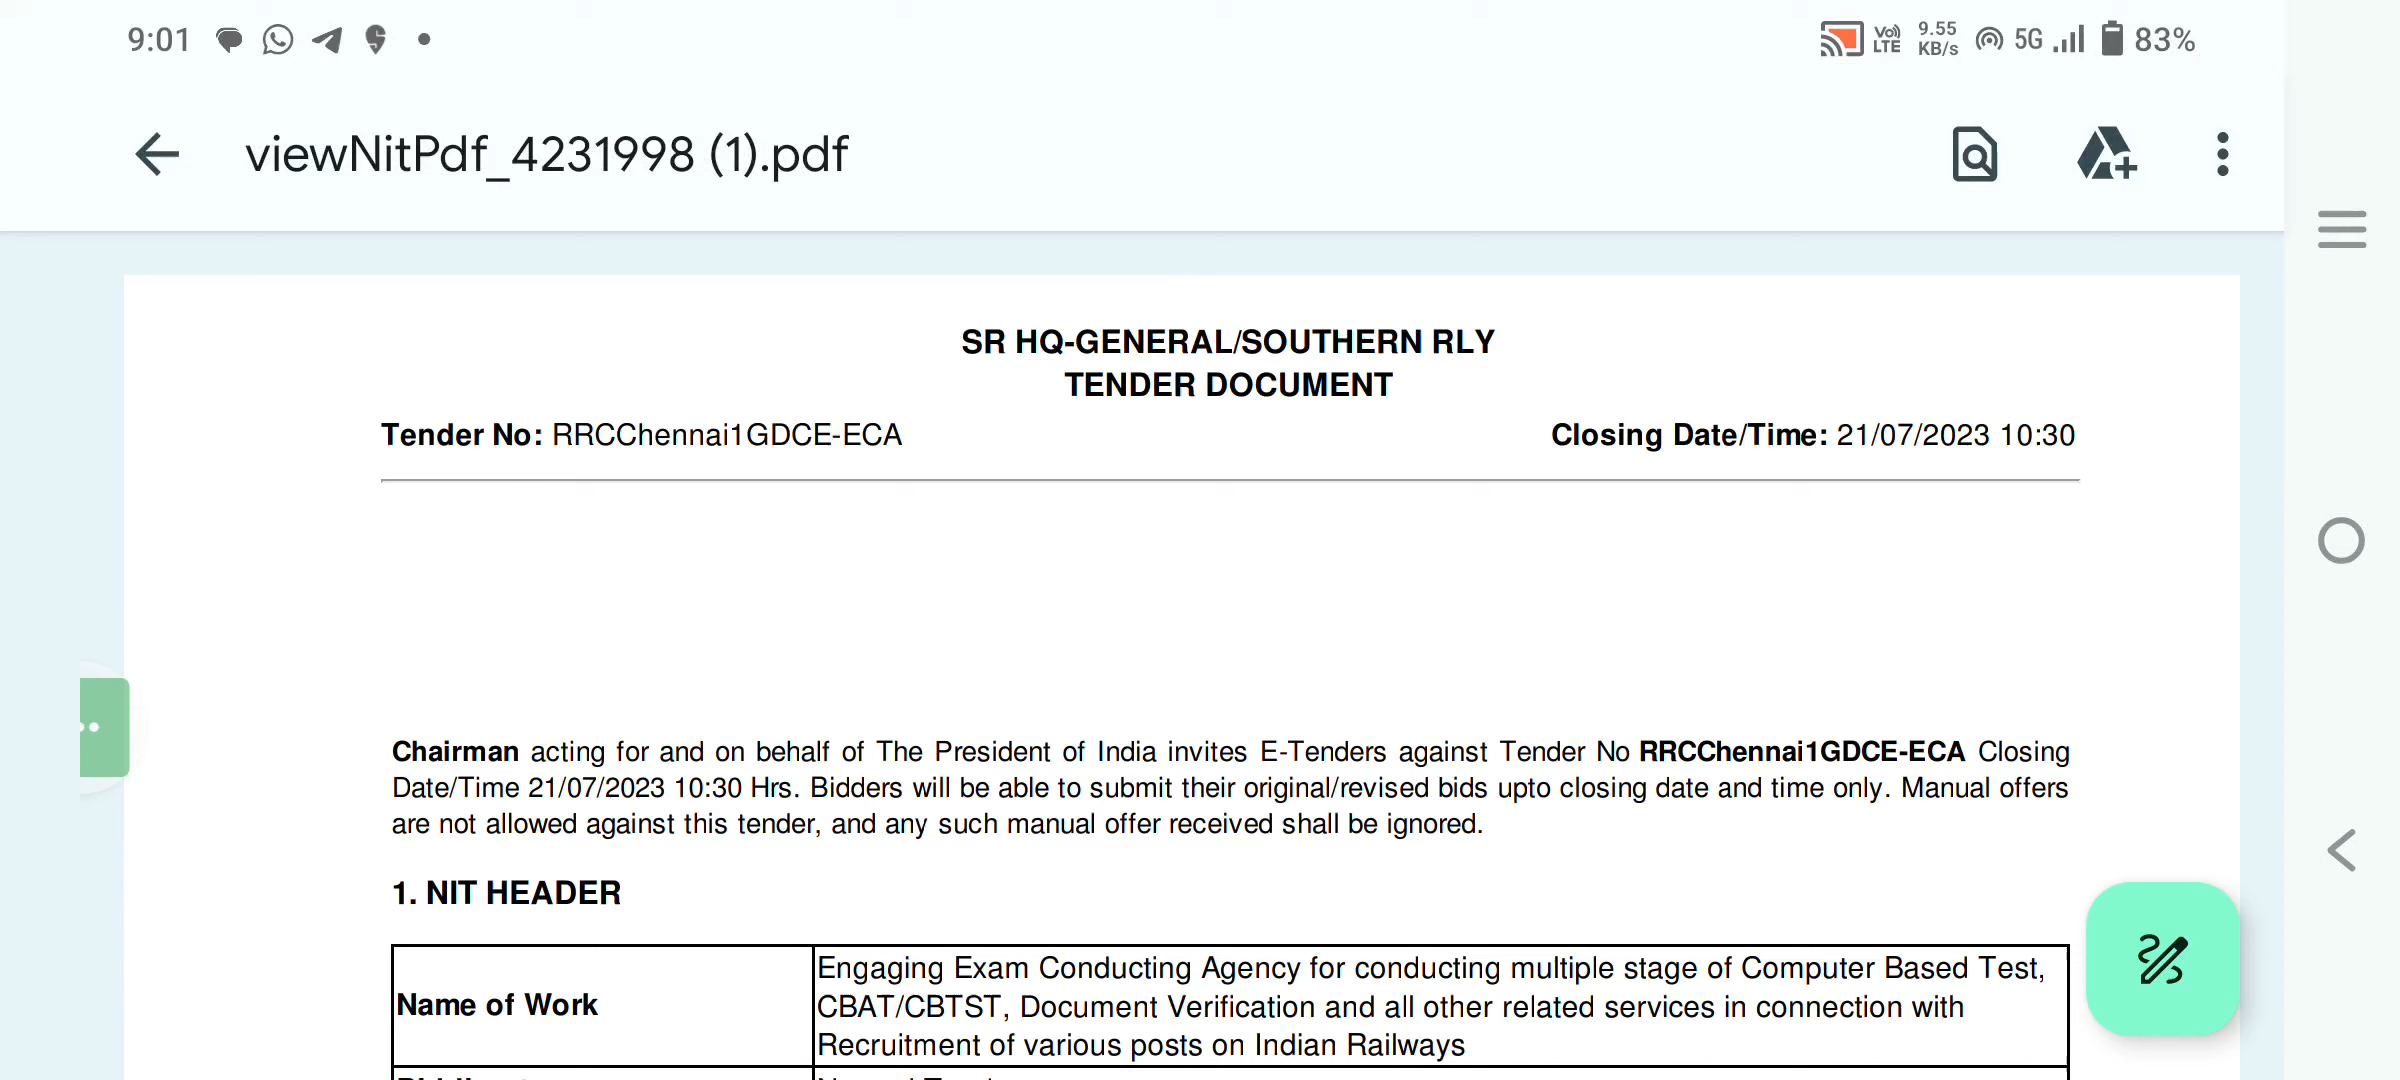 9:01
Vo) LTE 9.55 KB/s 5G 83%
viewNitPdf_4231998 (1).pdf
SR HQ-GENERAL/SOUTHERN RLY
TENDER DOCUMENT
Tender No: RRCChennai1GDCE-ECA Closing Date/Time: 21/07/2023 10:30
Chairman acting for and on behalf of The President of India invites E-Tenders against Tender No RRCChennai1GDCE-ECA Closing
Date/Time 21/07/2023 10:30 Hrs. Bidders will be able to submit their original/revised bids upto closing date and time only. Manual offers
are not allowed against this tender, and any such manual offer received shall be ignored.
1. NIT HEADER
Name of Work
Engaging Exam Conducting Agency for conducting multiple stage of Computer Based Test,
CBAT/CBTST, Document Verification and all other related services in connection with
Recruitment of various posts on Indian Railways